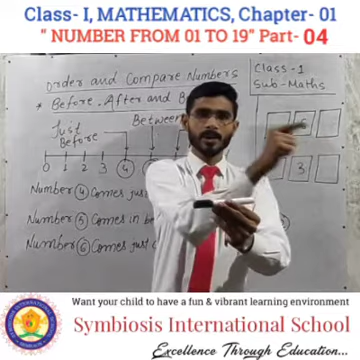 Class- I, MATHEMATICS, Chapter- 01
" NUMBER FROM 01 TO 19" Part- 04
Order and Compare Numbers
Class-1
Sub-Maths
* Before, After and
Between
Just
Before
0 1 2 3 4
3
Number 4 Comes
Number 5 Comes in
Number 6 Comes just
Want your child to have a fun & vibrant learning environment
Symbiosis International School
Excellence Through Education...